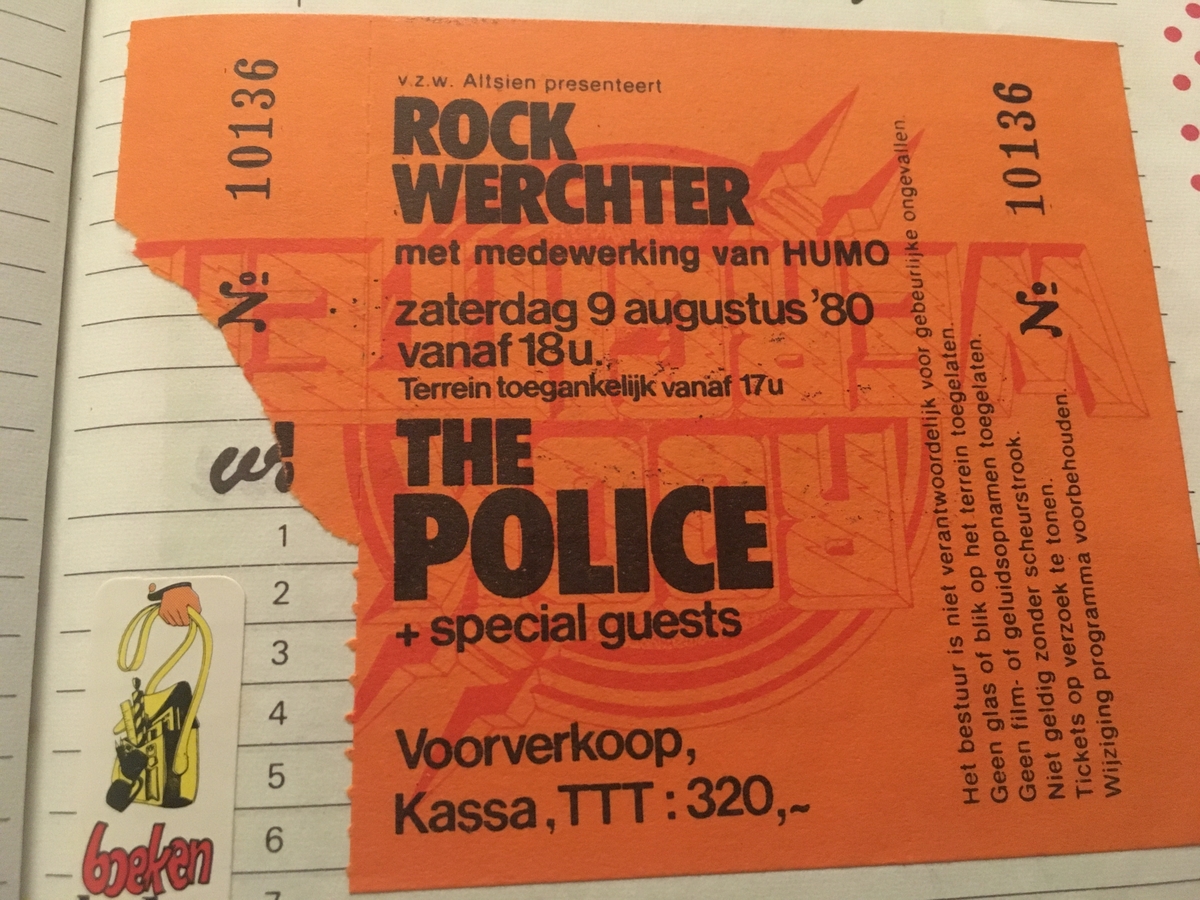 10136
Nº
v.z.w. Altsien presenteert
ROCK
WERCHTER
met medewerking van HUMO
zaterdag 9 augustus '80
vanaf 18u.
Terrein toegankelijk vanaf 17u
THE
POLICE
+ special guests
Voorverkoop,
Kassa, TTT : 320,~
Het bestuur is niet verantwoordelijk voor gebeurlijke ongevallen.
Geen glas of blik op het terrein toegelaten.
Geen film- of geluidsopnamen toegelaten.
Niet geldig zonder scheurstrook.
Tickets op verzoek te tonen.
Wijziging programma voorbehouden.
Nº 10136
WERCHTER
ROCK
1
2
3
4
5
6
boeken